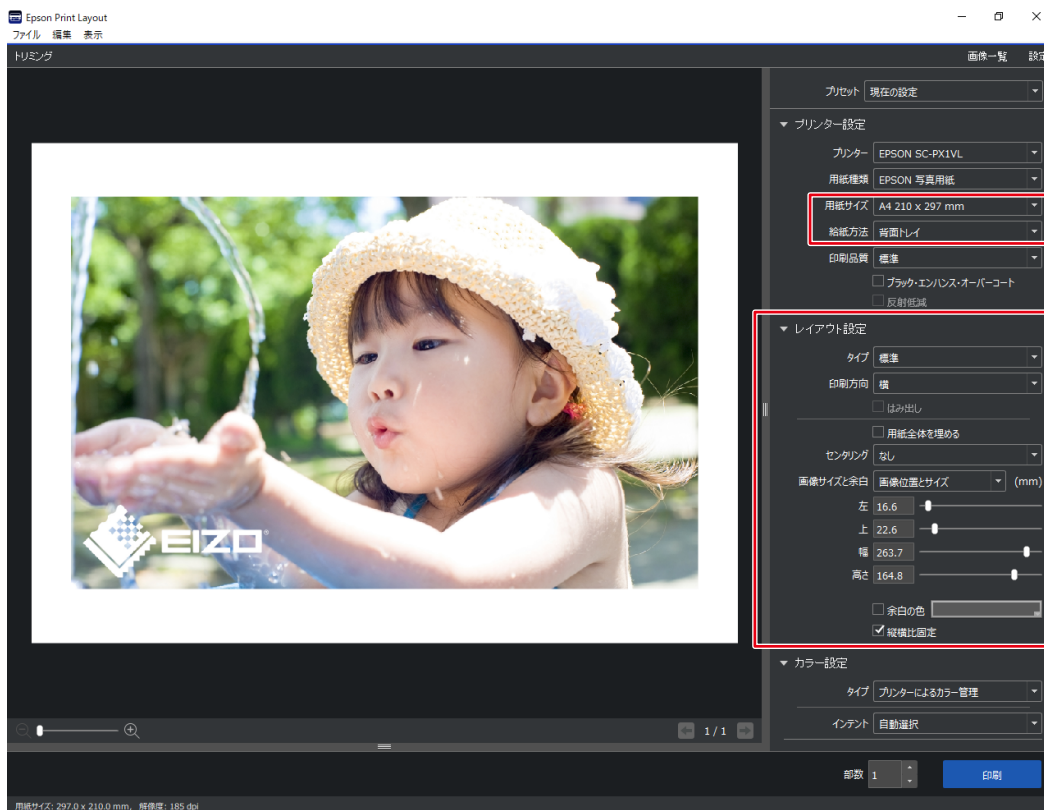 Epson Print Layout
ファイル 編集 表示
トリミング 画像一覧 設定
プリセット 現在の設定
プリンター設定
プリンター EPSON SC-PX1VL
用紙種類 EPSON 写真用紙
用紙サイズ A4 210 x 297 mm
給紙方法 背面トレイ
印刷品質 標準
ブラック・エンハンス・オーバーコート
反射低減
レイアウト設定
タイプ 標準
印刷方向 横
はみ出し
用紙全体を埋める
センタリング なし
画像サイズと余白 画像位置とサイズ (mm)
左 16.6
上 22.6
幅 263.7
高さ 164.8
余白の色
縦横比固定
EIZO
カラー設定
タイプ プリンターによるカラー管理
インテント 自動選択
1 / 1
部数 1 印刷
用紙サイズ: 297.0 x 210.0 mm, 解像度: 185 dpi